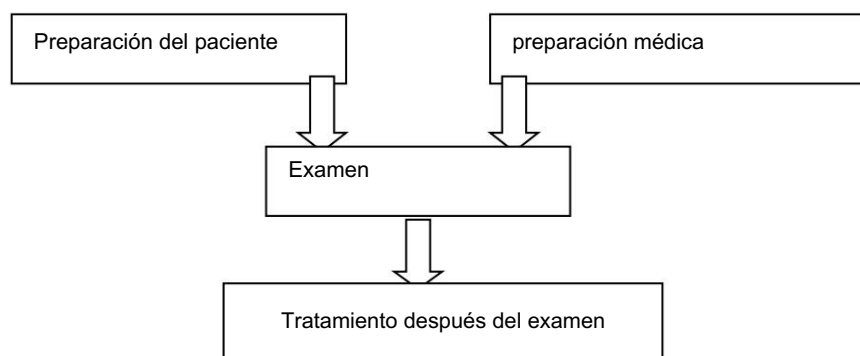 Preparación del paciente
preparación médica
Examen
Tratamiento después del examen